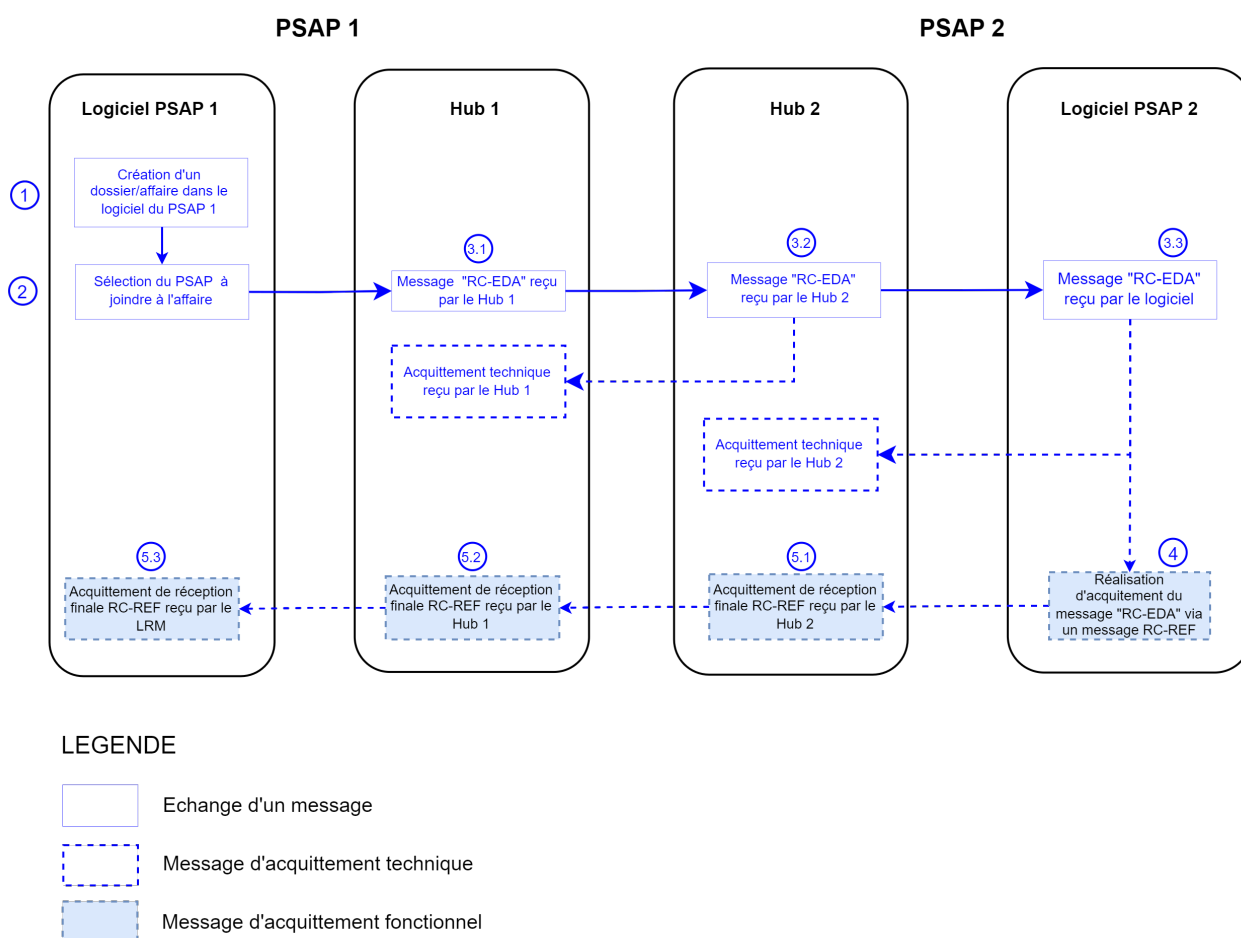 PSAP 1
PSAP 2
Logiciel PSAP 1
Hub 1
Hub 2
Logiciel PSAP 2
1
Création d'un
dossier/affaire dans le
logiciel du PSAP 1
2
Sélection du PSAP à
joindre à l'affaire
3.1
Message "RC-EDA" reçu
par le Hub 1
3.2
Message "RC-EDA"
reçu par le Hub 2
3.3
Message "RC-EDA"
reçu par le logiciel
Acquittement technique
reçu par le Hub 1
Acquittement technique
reçu par le Hub 2
5.3
Acquittement de réception
finale RC-REF reçu par le
LRM
5.2
Acquittement de réception
finale RC-REF reçu par le
Hub 1
5.1
Acquittement de réception
finale RC-REF reçu par le
Hub 2
4
Réalisation
d'acquitement du
message "RC-EDA" via
un message RC-REF
LEGENDE
Echange d'un message
Message d'acquittement technique
Message d'acquittement fonctionnel